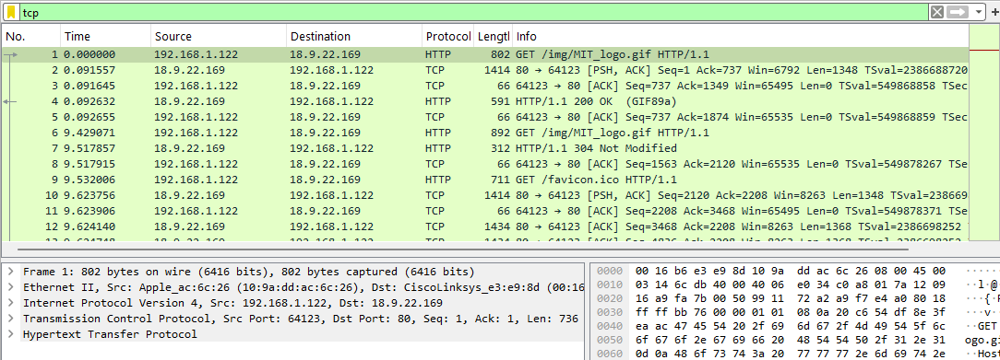 tcp
No. Time Source Destination Protocol Lengtl Info
1 0.000000 192.168.1.122 18.9.22.169 HTTP 802 GET /img/MIT_logo.gif HTTP/1.1
2 0.091557 18.9.22.169 192.168.1.122 TCP 1414 80 → 64123 [PSH, ACK] Seq=1 Ack=737 Win=6792 Len=1348 TSval=2386688720
3 0.091645 192.168.1.122 18.9.22.169 TCP 66 64123 → 80 [ACK] Seq=737 Ack=1349 Win=65495 Len=0 TSval=549868858 TSec
4 0.092632 18.9.22.169 192.168.1.122 HTTP 591 HTTP/1.1 200 OK (GIF89a)
5 0.092655 192.168.1.122 18.9.22.169 TCP 66 64123 → 80 [ACK] Seq=737 Ack=1874 Win=65535 Len=0 TSval=549868859 TSec
6 9.429071 192.168.1.122 18.9.22.169 HTTP 892 GET /img/MIT_logo.gif HTTP/1.1
7 9.517857 18.9.22.169 192.168.1.122 HTTP 312 HTTP/1.1 304 Not Modified
8 9.517915 192.168.1.122 18.9.22.169 TCP 66 64123 → 80 [ACK] Seq=1563 Ack=2120 Win=65535 Len=0 TSval=549878267 TSe
9 9.532006 192.168.1.122 18.9.22.169 HTTP 711 GET /favicon.ico HTTP/1.1
10 9.623756 18.9.22.169 192.168.1.122 TCP 1414 80 → 64123 [PSH, ACK] Seq=2120 Ack=2208 Win=8263 Len=1348 TSval=238669
11 9.623906 192.168.1.122 18.9.22.169 TCP 66 64123 → 80 [ACK] Seq=2208 Ack=3468 Win=65495 Len=0 TSval=549878371 TSe
12 9.624140 18.9.22.169 192.168.1.122 TCP 1434 80 → 64123 [ACK] Seq=3468 Ack=2208 Win=8263 Len=1368 TSval=2386698252
Frame 1: 802 bytes on wire (6416 bits), 802 bytes captured (6416 bits)
Ethernet II, Src: Apple_ac:6c:26 (10:9a:dd:ac:6c:26), Dst: CiscoLinksys_e3:e9:8d (00:16
Internet Protocol Version 4, Src: 192.168.1.122, Dst: 18.9.22.169
Transmission Control Protocol, Src Port: 64123, Dst Port: 80, Seq: 1, Ack: 1, Len: 736
Hypertext Transfer Protocol
0000 00 16 b6 e3 e9 8d 10 9a dd ac 6c 26 08 00 45 00 ······
0010 03 14 6c db 40 00 40 06 e0 34 c0 a8 01 7a 12 09 ··l·@
0020 16 a9 fa 7b 00 50 99 11 72 a2 a9 f7 e4 a0 80 18 ···{·P
0030 ff ff bb 76 00 00 01 01 08 0a 20 c6 54 df 8e 3f ···v··
0040 ea ac 47 45 54 20 2f 69 6d 67 2f 4d 49 54 5f 6c ··GET
0050 6f 67 6f 2e 67 69 66 20 48 54 54 50 2f 31 2e 31 ogo.gi
0060 0d 0a 48 6f 73 74 3a 20 77 77 77 2e 6d 69 74 2e ··Host